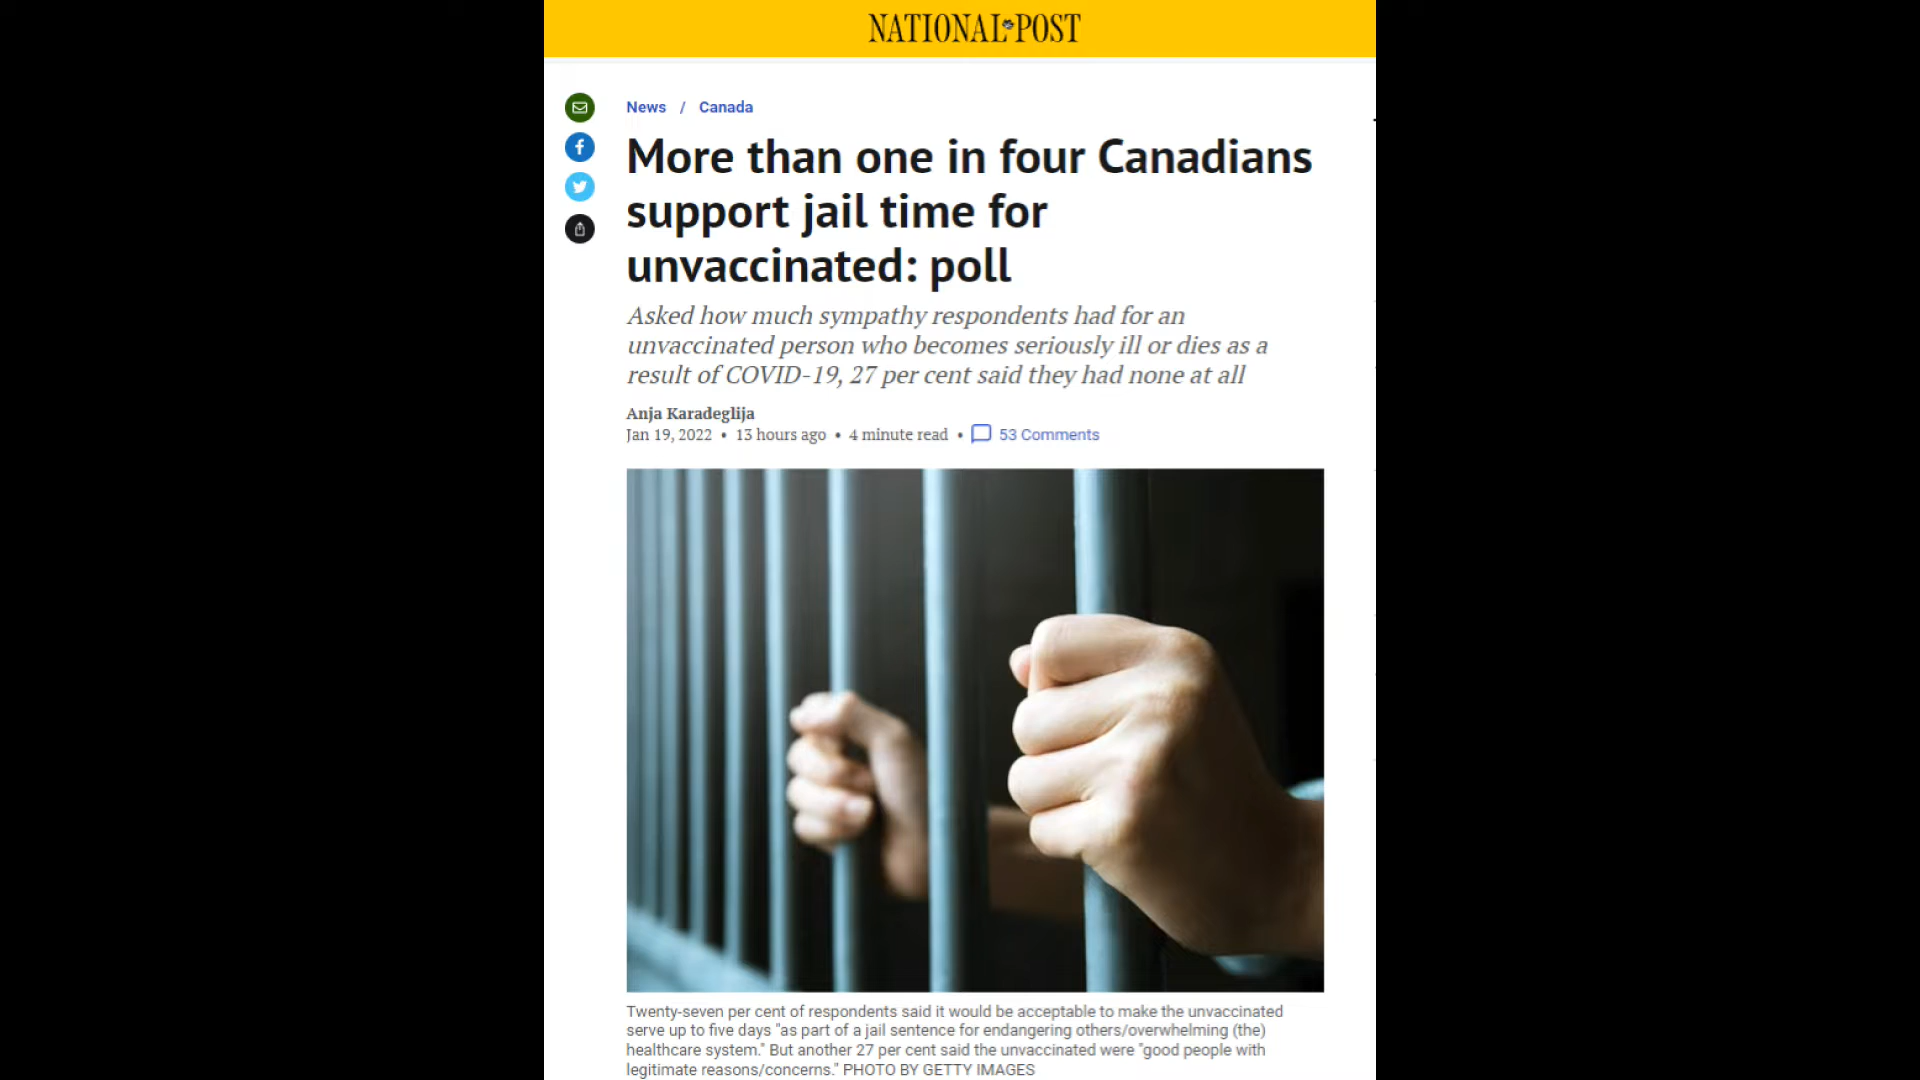 NATIONAL POST
News / Canada
More than one in four Canadians
support jail time for
unvaccinated: poll
Asked how much sympathy respondents had for an
unvaccinated person who becomes seriously ill or dies as a
result of COVID-19, 27 per cent said they had none at all
Anja Karadeglija
Jan 19, 2022 • 13 hours ago • 4 minute read • 53 Comments
Twenty-seven per cent of respondents said it would be acceptable to make the unvaccinated
serve up to five days "as part of a jail sentence for endangering others/overwhelming (the)
healthcare system." But another 27 per cent said the unvaccinated were "good people with
legitimate reasons/concerns." PHOTO BY GETTY IMAGES